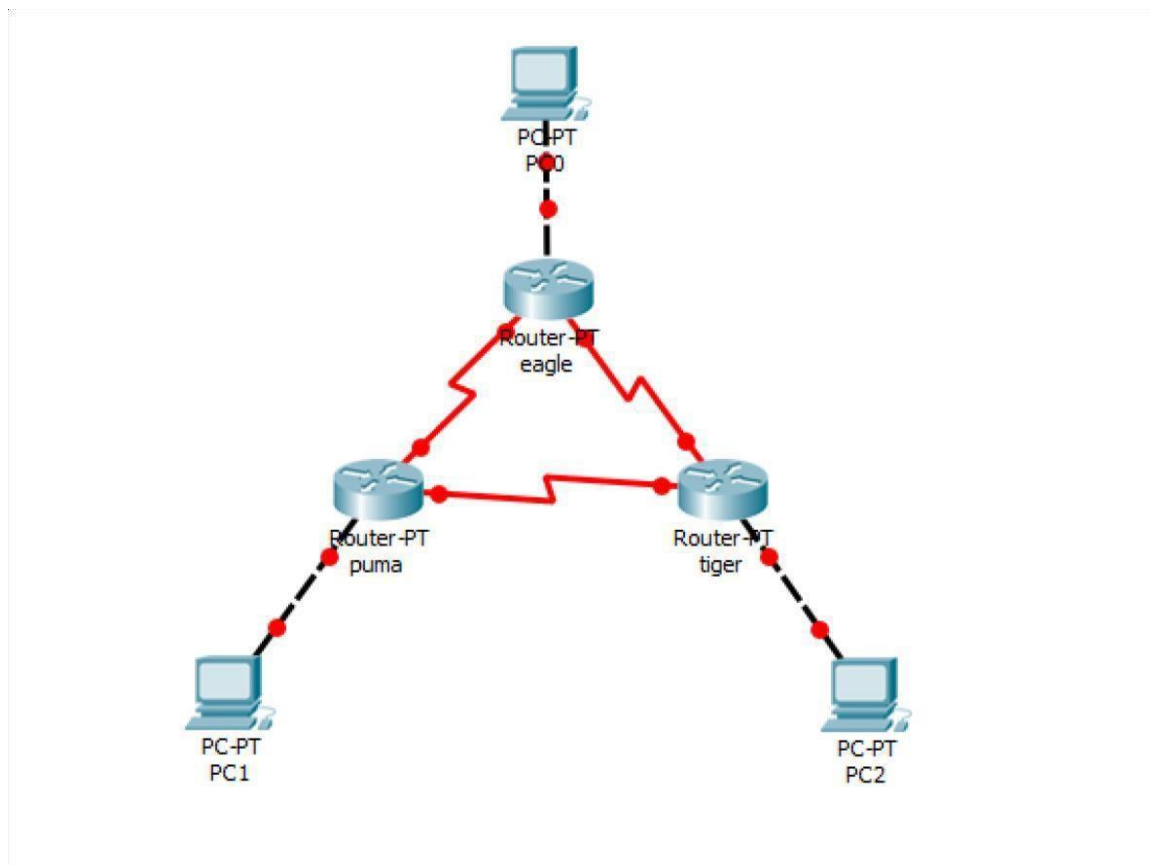 PC-PT
PC0
Router-PT
eagle
Router-PT
puma
Router-PT
tiger
PC-PT
PC1
PC-PT
PC2